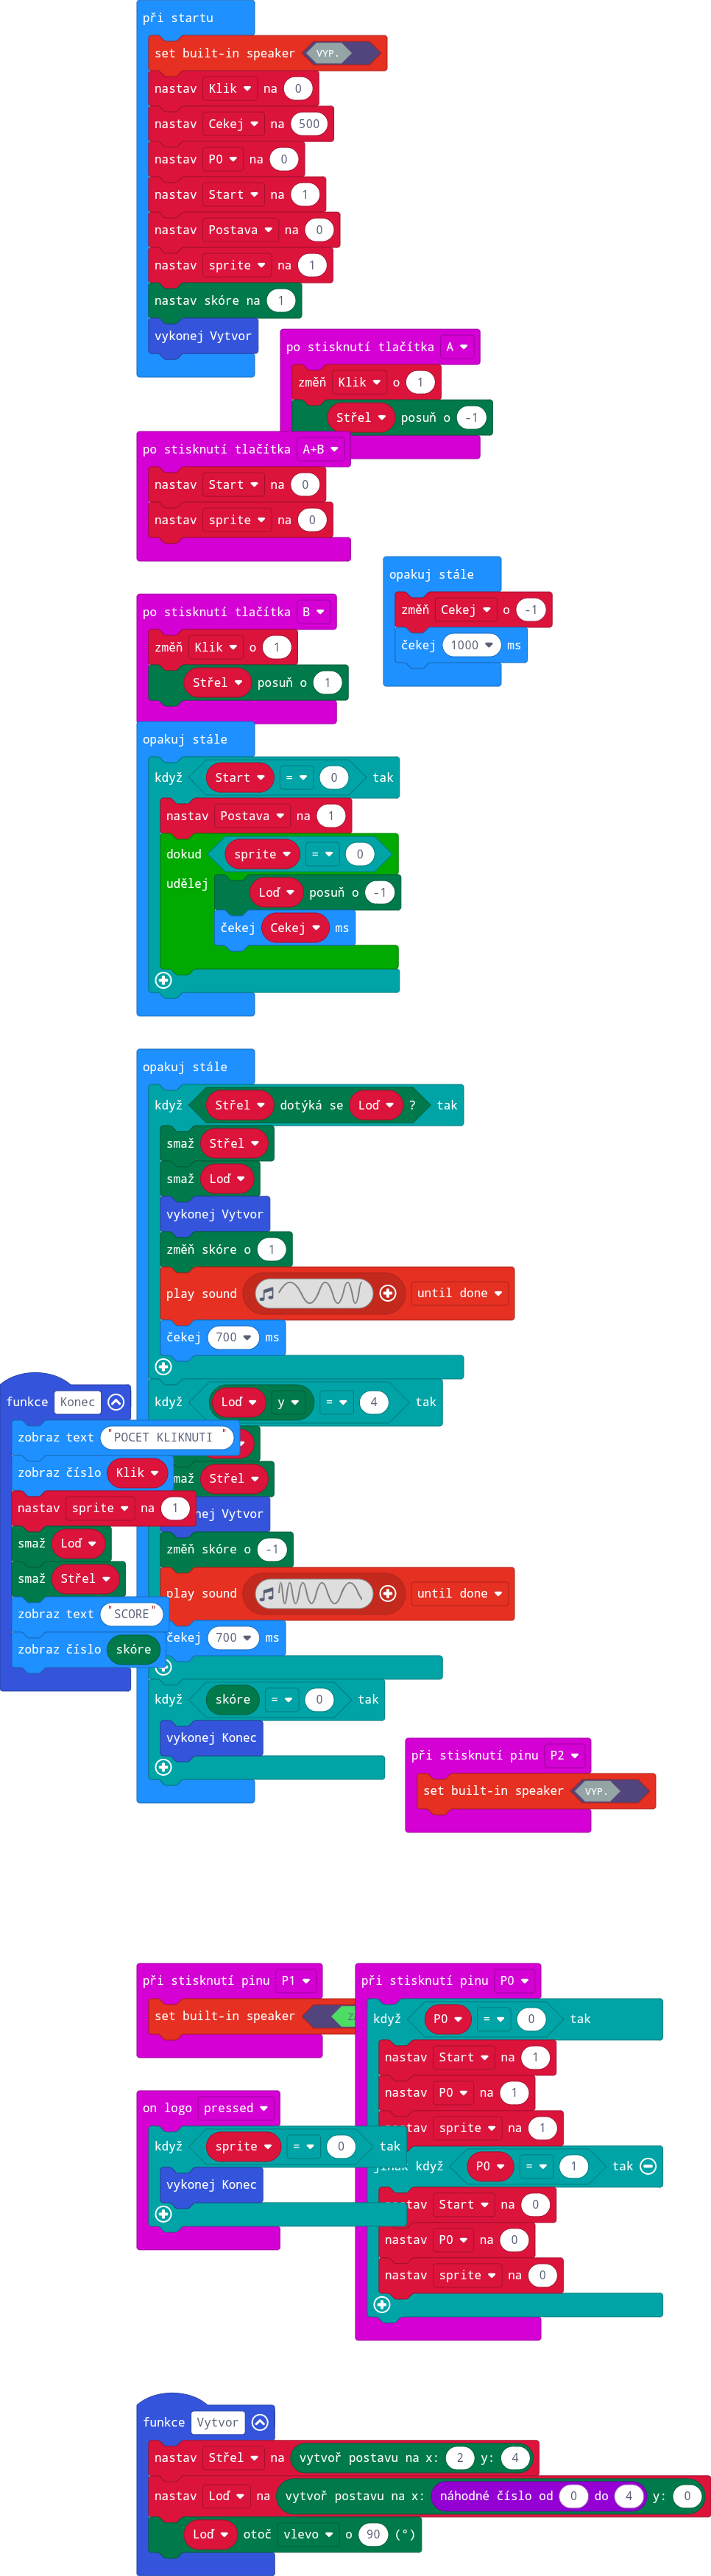 při startu
set built-in speaker VYP.
nastav Klik na 0
nastav Cekej na 500
nastav P0 na 0
nastav Start na 1
nastav Postava na 0
nastav sprite na 1
nastav skóre na 1
vykonej Vytvor
po stisknutí tlačítka A
změň Klik o 1
Střel posuň o -1
po stisknutí tlačítka A+B
nastav Start na 0
nastav sprite na 0
opakuj stále
změň Cekej o -1
čekej 1000 ms
po stisknutí tlačítka B
změň Klik o 1
Střel posuň o 1
opakuj stále
když Start = 0 tak
nastav Postava na 1
dokud sprite = 0
udělej Loď posuň o -1
čekej Cekej ms
opakuj stále
když Střel dotýká se Loď ? tak
smaž Střel
smaž Loď
vykonej Vytvor
změň skóre o 1
play sound until done
čekej 700 ms
když Loď y = 4 tak
smaž Střel
Vytvor
změň skóre o -1
play sound until done
čekej 700 ms
když skóre = 0 tak
vykonej Konec
funkce Konec
zobraz text "POCET KLIKNUTI "
zobraz číslo Klik
nastav sprite na 1
smaž Loď
smaž Střel
zobraz text "SCORE"
zobraz číslo skóre
při stisknutí pinu P2
set built-in speaker VYP.
při stisknutí pinu P1
set built-in speaker
při stisknutí pinu P0
když P0 = 0 tak
nastav Start na 1
nastav P0 na 1
nastav sprite na 1
jinak když P0 = 1 tak
nastav Start na 0
nastav P0 na 0
nastav sprite na 0
on logo pressed
když sprite = 0 tak
vykonej Konec
funkce Vytvor
nastav Střel na vytvoř postavu na x: 2 y: 4
nastav Loď na vytvoř postavu na x: náhodné číslo od 0 do 4 y: 0
Loď otoč vlevo o 90 (°)